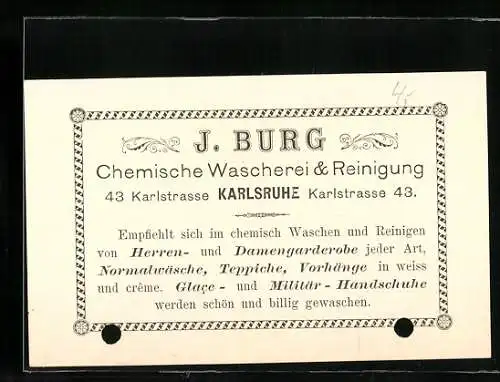 4,-
J. BURG
Chemische Wascherei & Reinigung
43 Karlstrasse KARLSRUHE Karlstrasse 43.
Empfiehlt sich im chemisch Waschen und Reinigen
von Herren- und Damengarderobe jeder Art,
Normalwäsche, Teppiche, Vorhänge in weiss
und crême. Glaçe- und Militär-Handschuhe
werden schön und billig gewaschen.